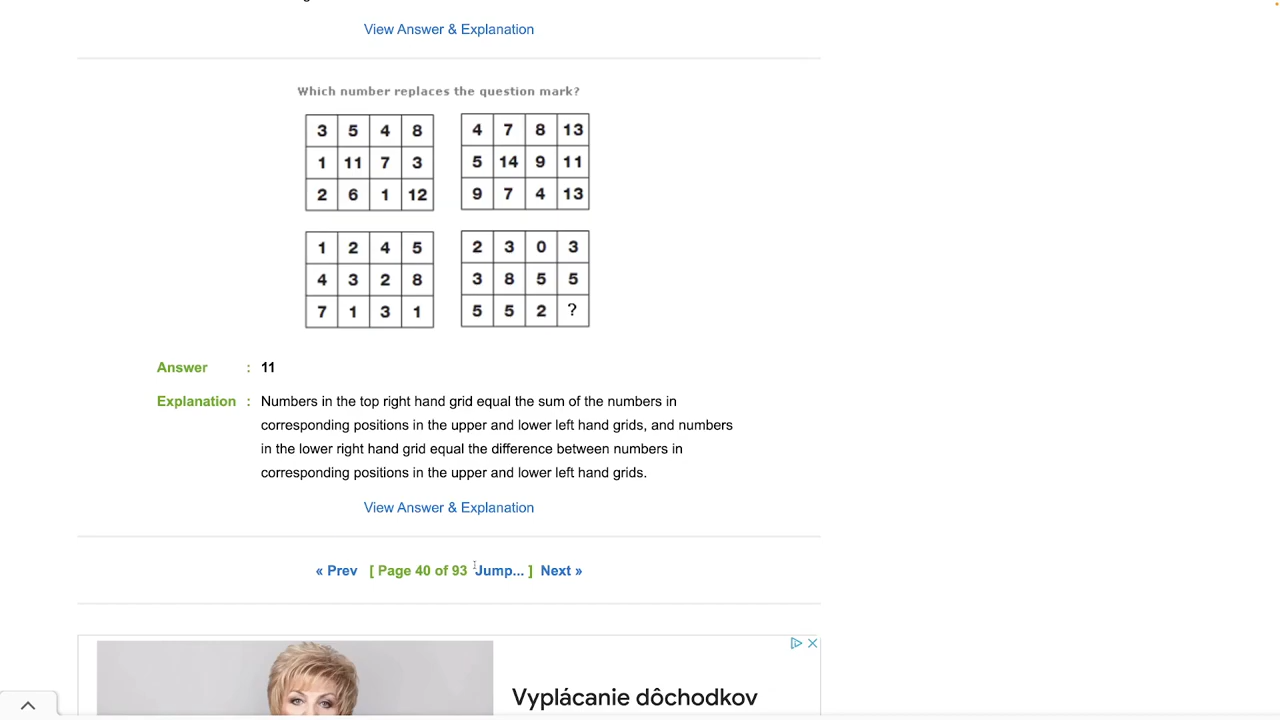 View Answer & Explanation
Which number replaces the question mark?
3 5 4 8
1 11 7 3
2 6 1 12
4 7 8 13
5 14 9 11
9 7 4 13
1 2 4 5
4 3 2 8
7 1 3 1
2 3 0 3
3 8 5 5
5 5 2 ?
Answer : 11
Explanation : Numbers in the top right hand grid equal the sum of the numbers in
corresponding positions in the upper and lower left hand grids, and numbers
in the lower right hand grid equal the difference between numbers in
corresponding positions in the upper and lower left hand grids.
View Answer & Explanation
« Prev [ Page 40 of 93 Jump... ] Next »
Vyplácanie dôchodkov